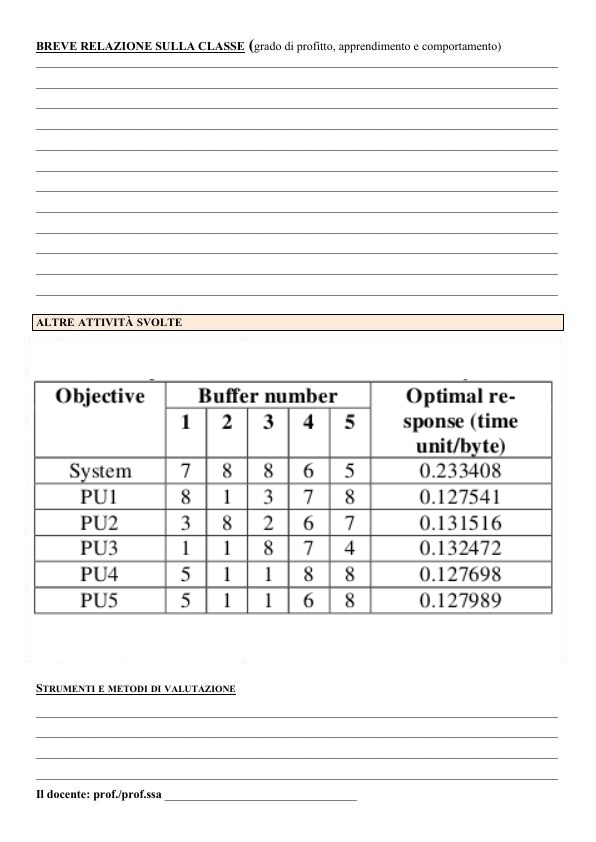 BREVE RELAZIONE SULLA CLASSE (grado di profitto, apprendimento e comportamento)
ALTRE ATTIVITÀ SVOLTE
Objective Buffer number Optimal re-
1 2 3 4 5 sponse (time
unit/byte)
System 7 8 8 6 5 0.233408
PU1 8 1 3 7 8 0.127541
PU2 3 8 2 6 7 0.131516
PU3 1 1 8 7 4 0.132472
PU4 5 1 1 8 8 0.127698
PU5 5 1 1 6 8 0.127989
STRUMENTI E METODI DI VALUTAZIONE
Il docente: prof./prof.ssa